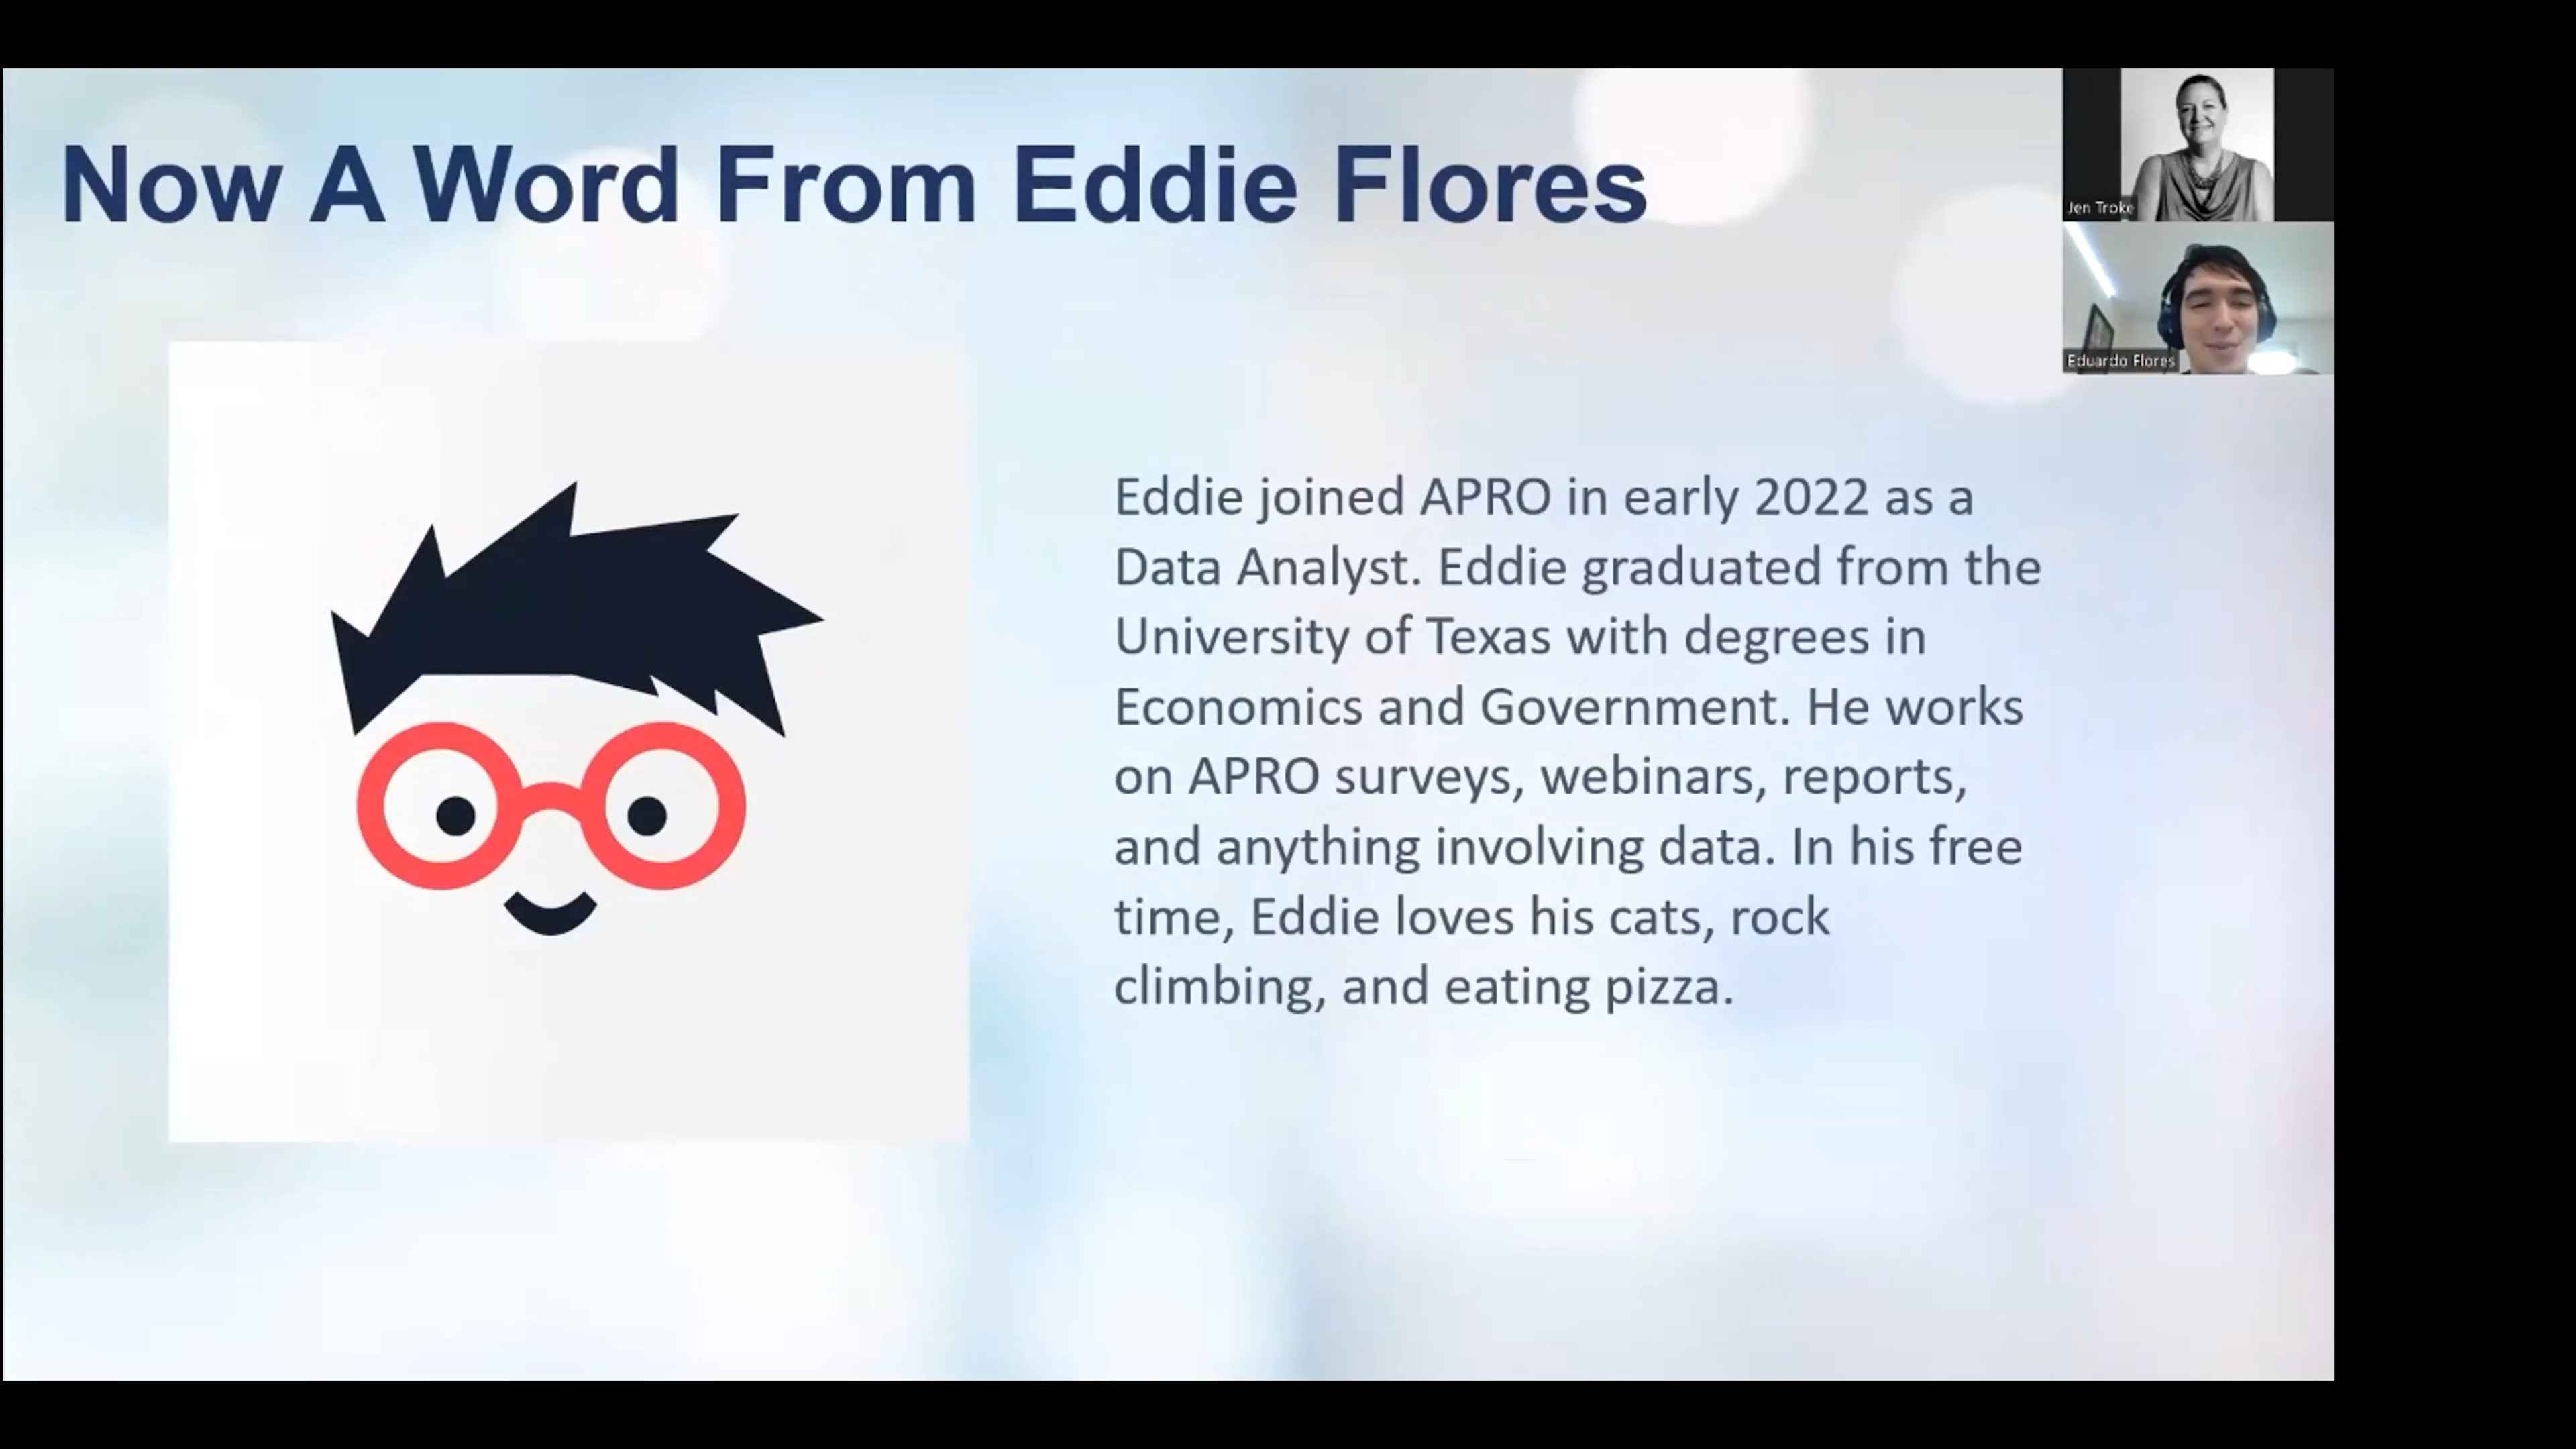 Now A Word From Eddie Flores
Jen Troke
Eduardo Flores
Eddie joined APRO in early 2022 as a
Data Analyst. Eddie graduated from the
University of Texas with degrees in
Economics and Government. He works
on APRO surveys, webinars, reports,
and anything involving data. In his free
time, Eddie loves his cats, rock
climbing, and eating pizza.